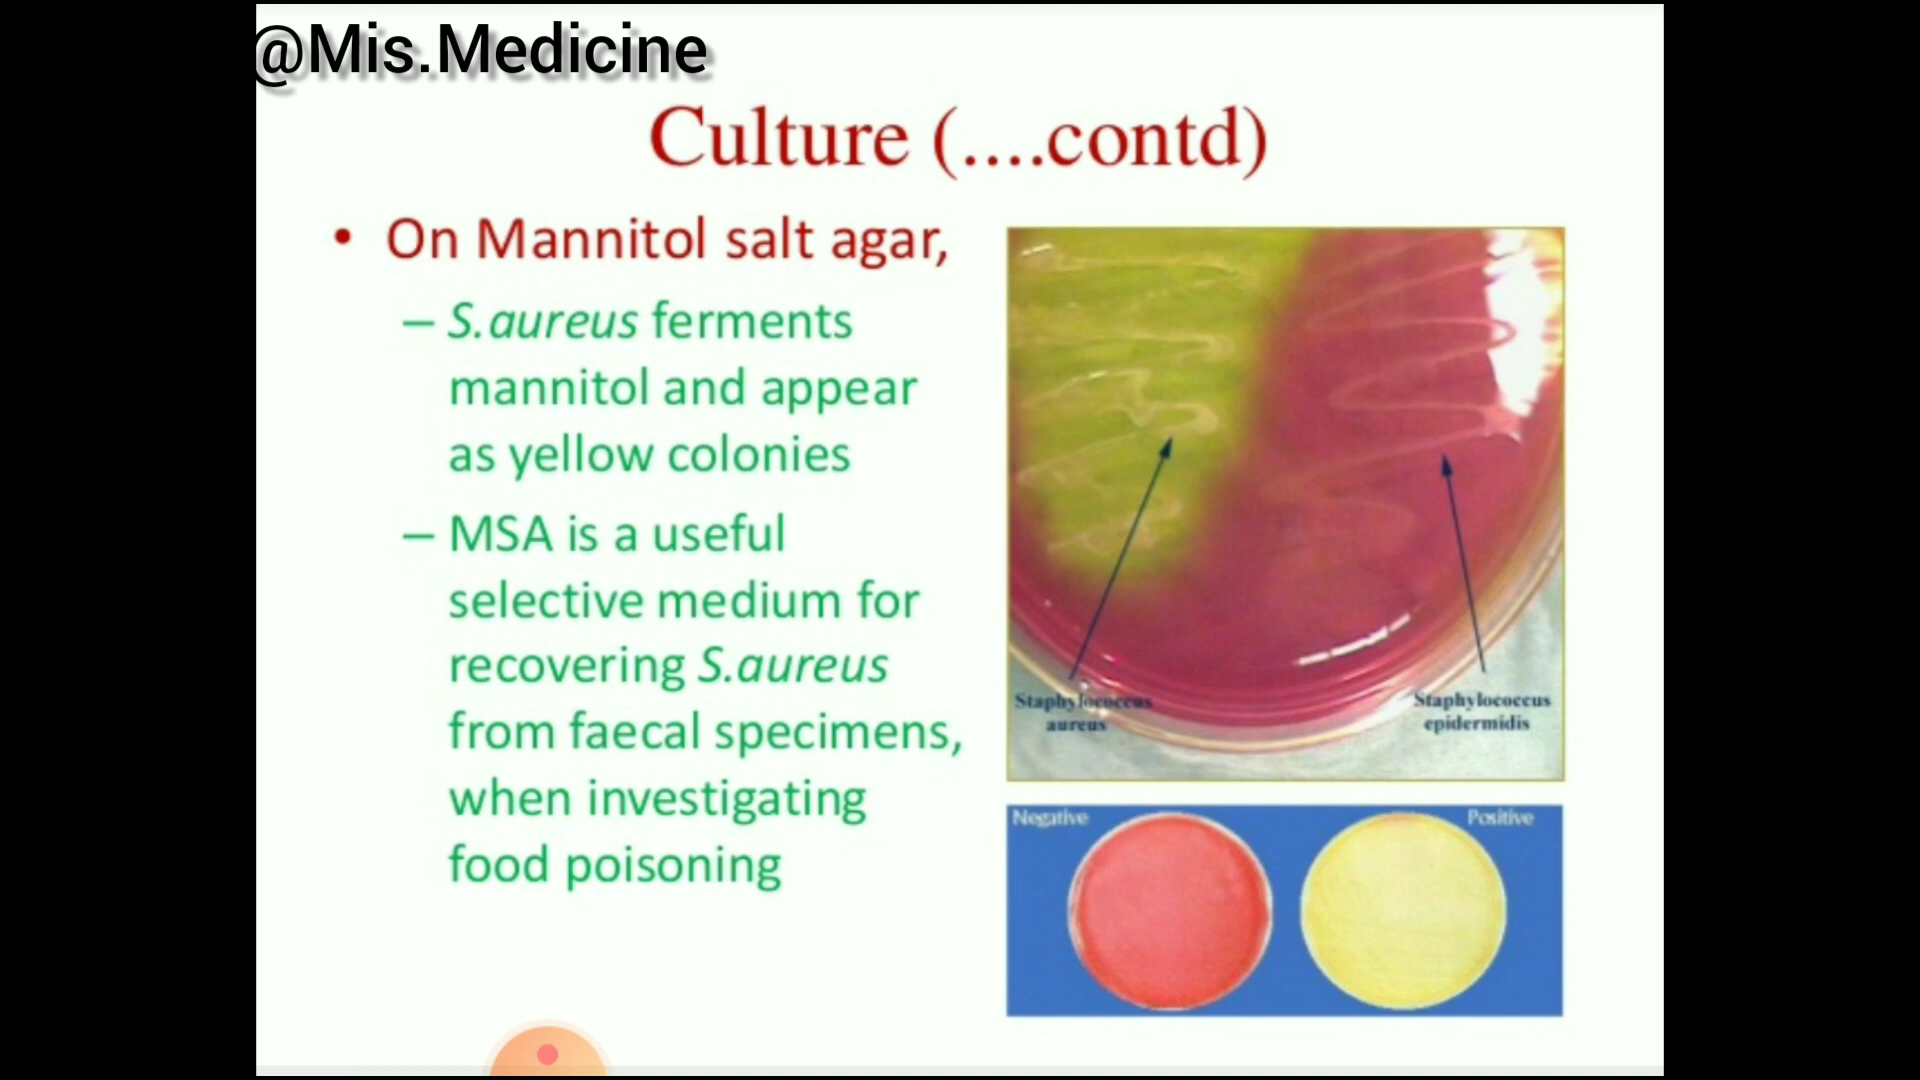 @Mis.Medicine
Culture (....contd)
• On Mannitol salt agar,
– S.aureus ferments
mannitol and appear
as yellow colonies
– MSA is a useful
selective medium for
recovering S.aureus
from faecal specimens,
when investigating
food poisoning
Staphylococcus
aureus
Staphylococcus
epidermidis
Negative
Positive